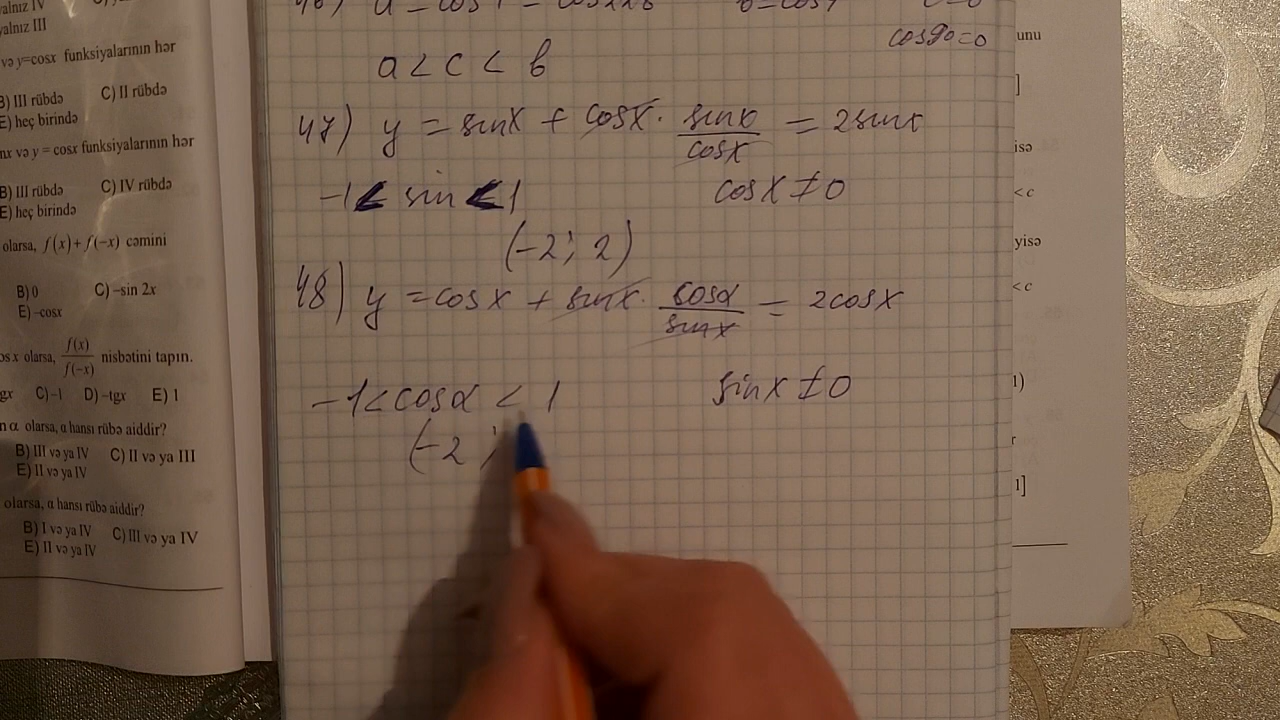 yalnız IV
yalnız III
və y=cosx funksiyalarının hər
B) III rübdə C) II rübdə
E) heç birində
nx və y = cosx funksiyalarının hər
B) III rübdə C) IV rübdə
E) heç birində
olarsa, f(x)+f(−x) cəmini
B) 0 C) −sin 2x
E) −cosx
os x olarsa, f(x)/f(−x) nisbətini tapın.
gx C) −1 D) −tgx E) 1
n α olarsa, α hansı rübə aiddir?
B) III və ya IV C) II və ya III
E) II və ya IV
olarsa, α hansı rübə aiddir?
B) I və ya IV C) III və ya IV
E) II və ya IV
cos90=0
a < c < b
47) y = sinx + cosx · sinx/cosx = 2sinx
−1 < sin < 1 cosx ≠ 0
(−2; 2)
48) y = cosx + sinx · cosα/sinx = 2cosx
−1 < cosα < 1 sinx ≠ 0
(−2 ;
unu
]
isə
< c
yisə
< c
1)
r
1]